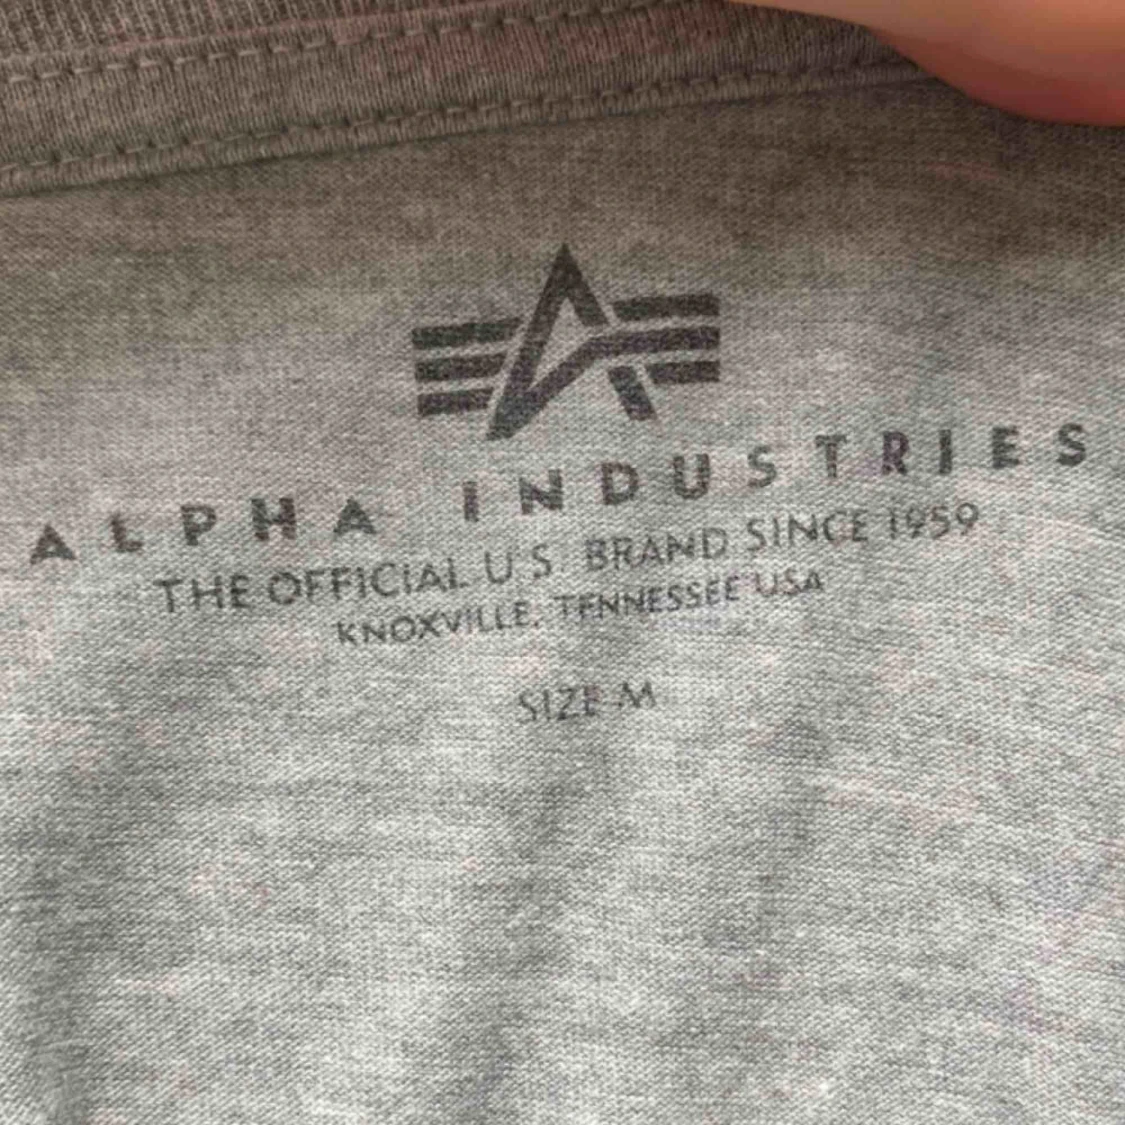 ALPHA INDUSTRIES
THE OFFICIAL U.S. BRAND SINCE 1959
KNOXVILLE, TENNESSEE USA
SIZE M